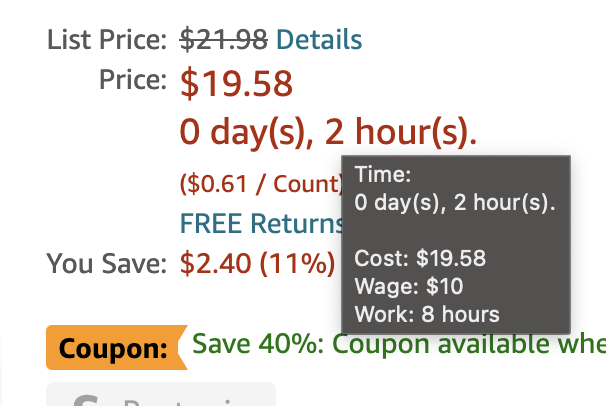 List Price: $21.98 Details
Price: $19.58
0 day(s), 2 hour(s).
($0.61 / Count)
FREE Returns
You Save: $2.40 (11%)
Time:
0 day(s), 2 hour(s).
Cost: $19.58
Wage: $10
Work: 8 hours
Coupon: Save 40%: Coupon available whe